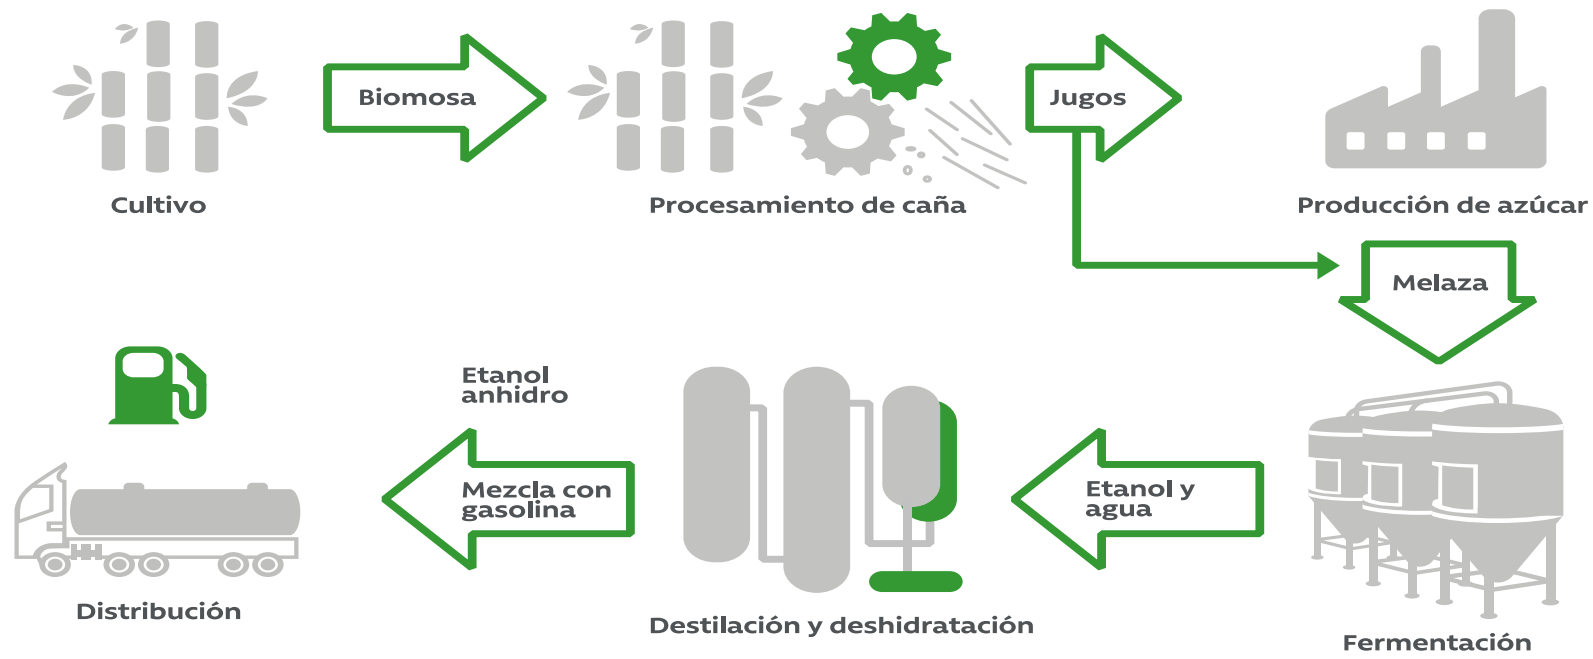 Biomosa
Jugos
Cultivo
Procesamiento de caña
Producción de azúcar
Melaza
Etanol
anhidro
Mezcla con
gasolina
Etanol y
agua
Distribución
Destilación y deshidratación
Fermentación